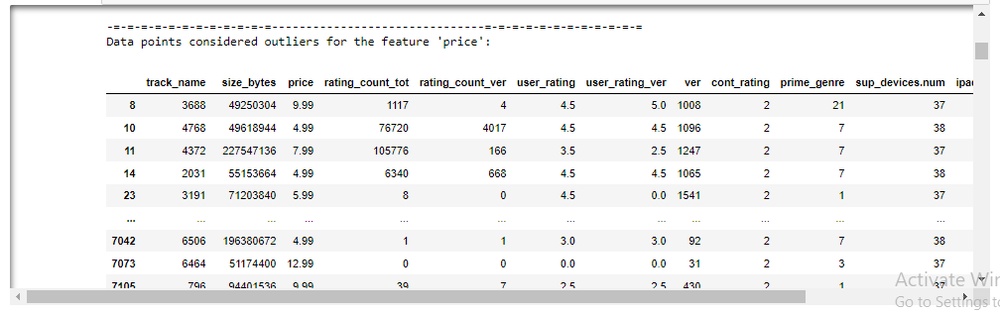 -=-=-=-=-=-=-=-=-=-=-=-=--------------------------------------------------=-=-=-=-=-=-=-=-=-=-=-=
Data points considered outliers for the feature 'price':
track_name size_bytes price rating_count_tot rating_count_ver user_rating user_rating_ver ver cont_rating prime_genre sup_devices.num
8 3688 49250304 9.99 1117 4 4.5 5.0 1008 2 21 37
10 4768 49618944 4.99 76720 4017 4.5 4.5 1096 2 7 38
11 4372 227547136 7.99 105776 166 3.5 2.5 1247 2 7 37
14 2031 55153664 4.99 6340 668 4.5 4.5 1065 2 7 38
23 3191 71203840 5.99 8 0 4.5 0.0 1541 2 1 37
... ... ... ... ... ... ... ... ... ... ... ...
7042 6506 196380672 4.99 1 1 3.0 3.0 92 2 7 38
7073 6464 51174400 12.99 0 0 0.0 0.0 31 2 3 37
7105 796 94401536 9.99 39 7 2.5 2.5 430 2 1 37
Activate Win
Go to Settings to